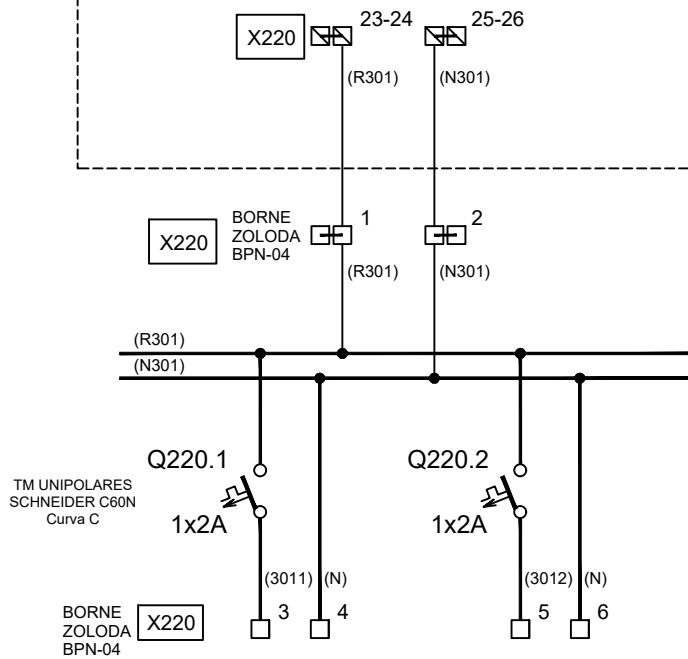 23-24 25-26
X220
(R301) (N301)
BORNE 1 2
X220 ZOLODA
BPN-04
(R301) (N301)
(R301)
(N301)
Q220.1 Q220.2
TM UNIPOLARES
SCHNEIDER C60N
Curva C
1x2A 1x2A
(3011) (N) (3012) (N)
BORNE 3 4 5 6
X220
ZOLODA
BPN-04